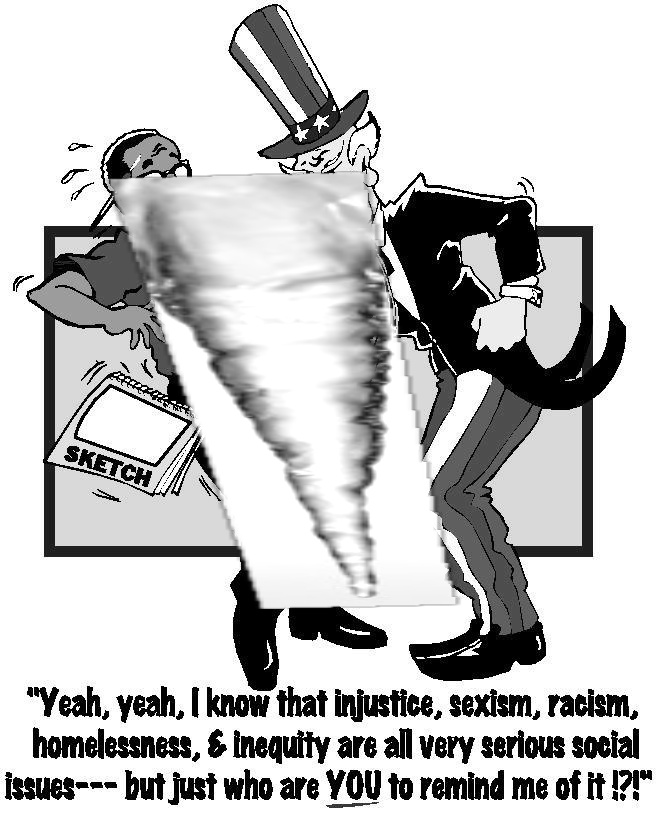 SKETCH
"Yeah, yeah, I know that injustice, sexism, racism,
homelessness, & inequity are all very serious social
issues--- but just who are YOU to remind me of it !?!"